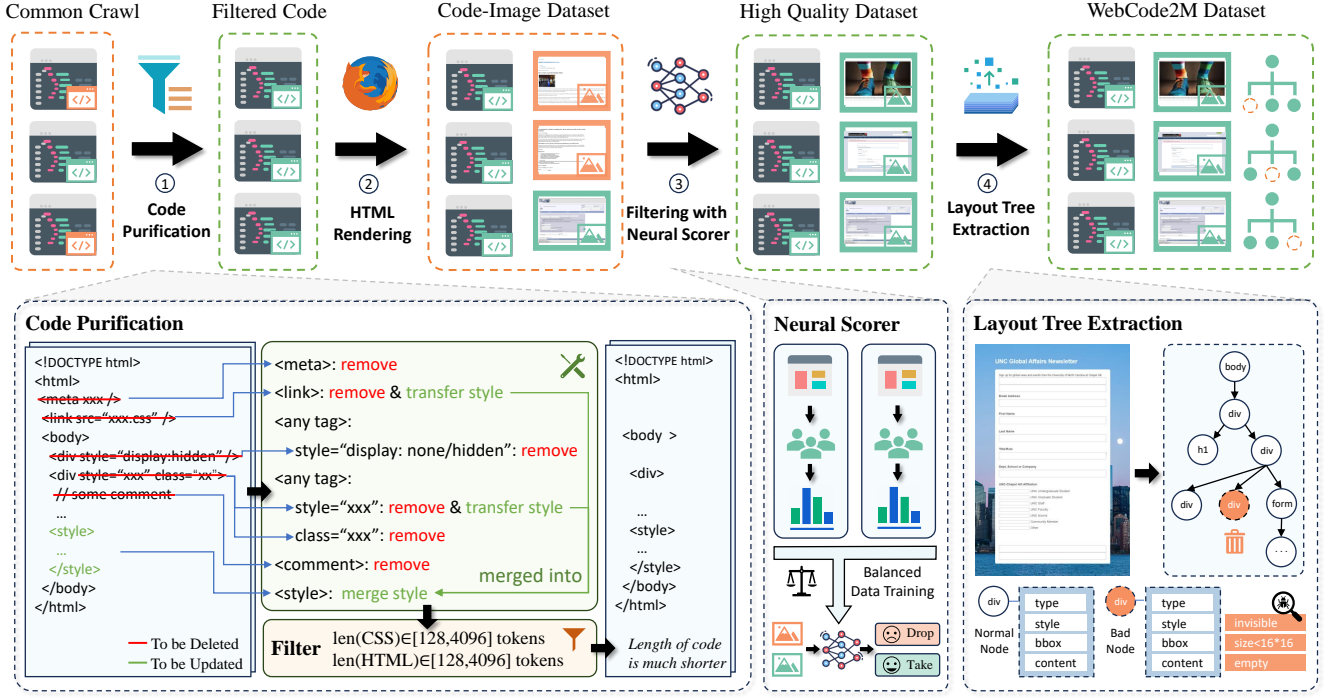 Common Crawl
Filtered Code
Code-Image Dataset
High Quality Dataset
WebCode2M Dataset
1
Code
Purification
2
HTML
Rendering
3
Filtering with
Neural Scorer
4
Layout Tree
Extraction
Code Purification
<!DOCTYPE html>
<html>
<meta xxx />
<link src="xxx.css" />
<body>
<div style="display:hidden" />
<div style="xxx" class="xx">
// some comment
...
<style>
...
</style>
</body>
</html>
To be Deleted
To be Updated
<meta>: remove
<link>: remove & transfer style
<any tag>:
style="display: none/hidden": remove
<any tag>:
style="xxx": remove & transfer style
class="xxx": remove
<comment>: remove
merged into
<style>: merge style
Filter
len(CSS)∈[128,4096] tokens
len(HTML)∈[128,4096] tokens
<!DOCTYPE html>
<html>
<body >
<div>
...
<style>
...
</style>
</body>
</html>
Length of code
is much shorter
Neural Scorer
Balanced
Data Training
Drop
Take
Layout Tree Extraction
UNC Global Affairs Newsletter
Email Address
First Name
Last Name
body
div
h1
div
div
div
form
...
div
Normal
Node
type
style
bbox
content
div
Bad
Node
type
style
bbox
content
invisible
size<16*16
empty